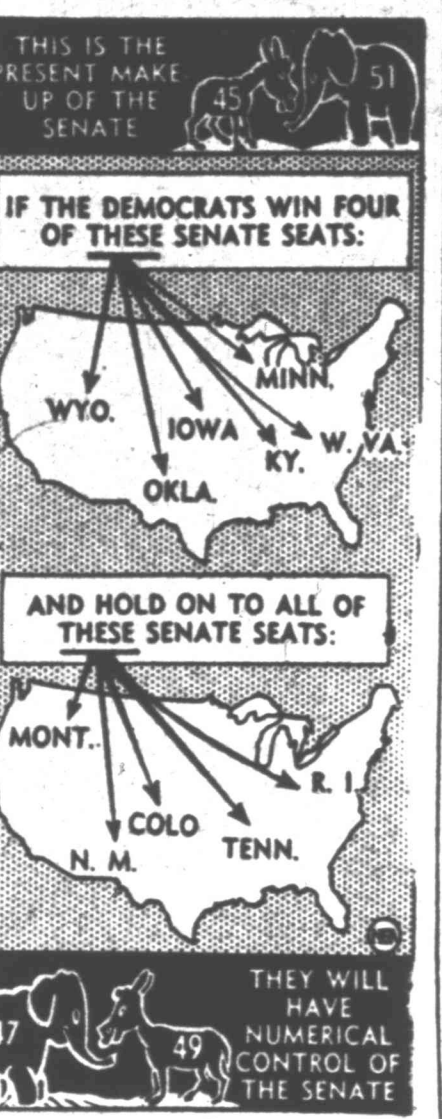 THIS IS THE
PRESENT MAKE
UP OF THE
SENATE
45
51
IF THE DEMOCRATS WIN FOUR
OF THESE SENATE SEATS:
MINN.
WYO.
IOWA
W. VA.
KY.
OKLA.
AND HOLD ON TO ALL OF
THESE SENATE SEATS:
MONT.
R. I.
COLO
TENN.
N. M.
47
49
THEY WILL
HAVE
NUMERICAL
CONTROL OF
THE SENATE